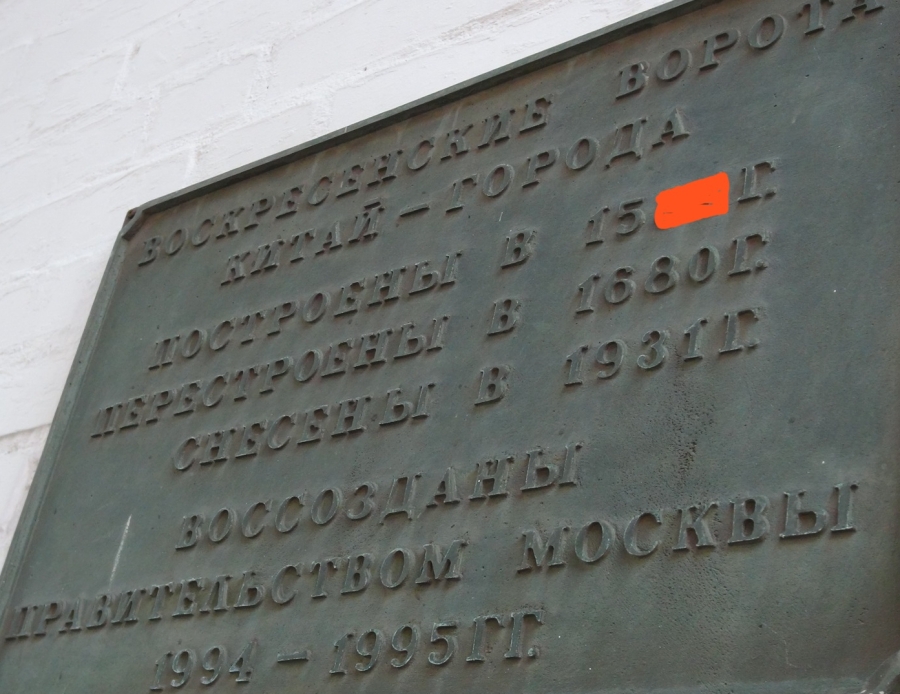 ВОСКРЕСЕНСКИЕ ВОРОТА
КИТАЙ – ГОРОДА
ПОСТРОЕНЫ В 15 Г.
ПЕРЕСТРОЕНЫ В 1680Г.
СНЕСЕНЫ В 1931Г.
ВОССОЗДАНЫ
ПРАВИТЕЛЬСТВОМ МОСКВЫ
1994 – 1995ГГ.